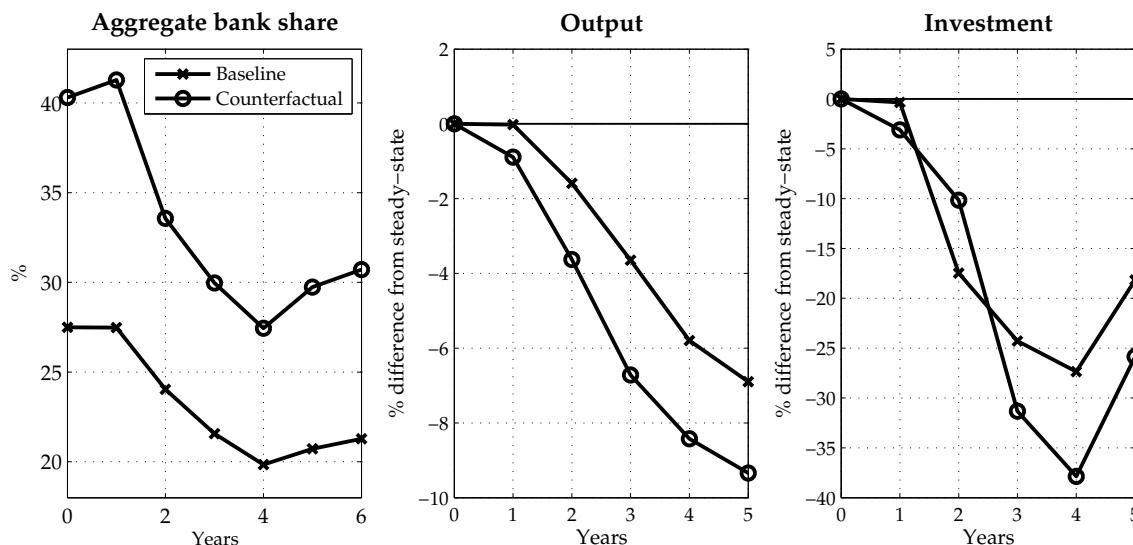 Aggregate bank share
Baseline
Counterfactual
%
40
35
30
25
20
0 2 4 6
Years
Output
% difference from steady−state
2
0
−2
−4
−6
−8
−10
0 1 2 3 4 5
Years
Investment
% difference from steady−state
5
0
−5
−10
−15
−20
−25
−30
−35
−40
0 1 2 3 4 5
Years